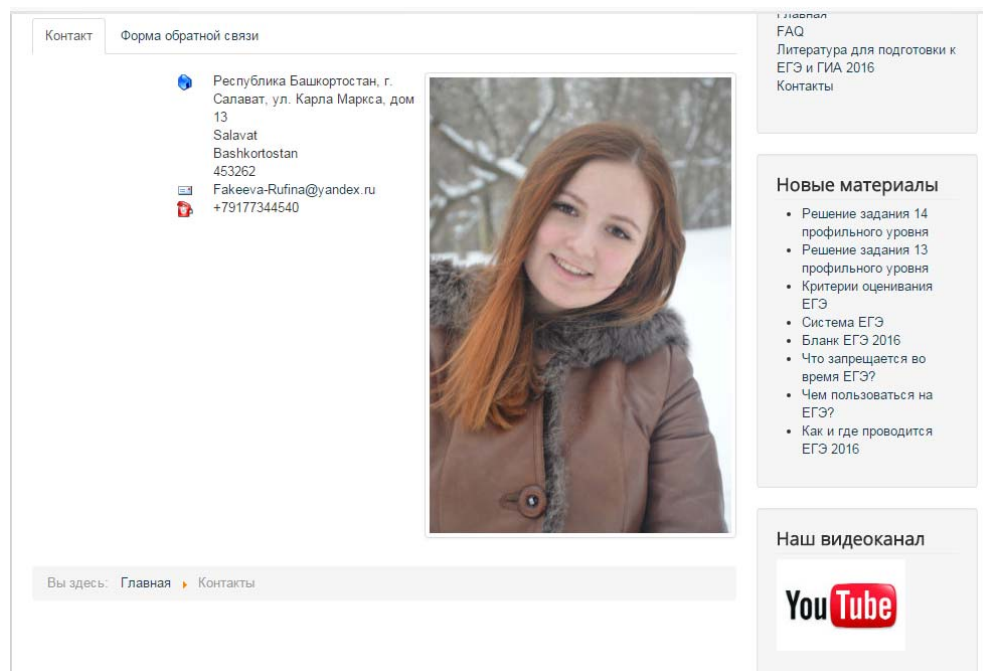 Контакт
Форма обратной связи
Республика Башкортостан, г.
Салават, ул. Карла Маркса, дом
13
Salavat
Bashkortostan
453262
Fakeeva-Rufina@yandex.ru
+79177344540
Вы здесь: Главная Контакты
Главная
FAQ
Литература для подготовки к
ЕГЭ и ГИА 2016
Контакты
Новые материалы
Решение задания 14
профильного уровня
Решение задания 13
профильного уровня
Критерии оценивания
ЕГЭ
Система ЕГЭ
Бланк ЕГЭ 2016
Что запрещается во
время ЕГЭ?
Чем пользоваться на
ЕГЭ?
Как и где проводится
ЕГЭ 2016
Наш видеоканал
YouTube